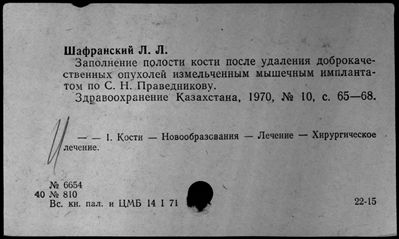 Шафранский Л. Л.
Заполнение полости кости после удаления доброкаче-
ственных опухолей измельченным мышечным имплантa-
том по С. Н. Праведникову.
Здравоохранение Казахстана, 1970, № 10, с. 65—68.
— — 1. Кости — Новообразования — Лечение — Хирургическое
лечение.
№ 6654
40 № 810
Вс. кн. пал. и ЦМБ 14 1 71
22-15